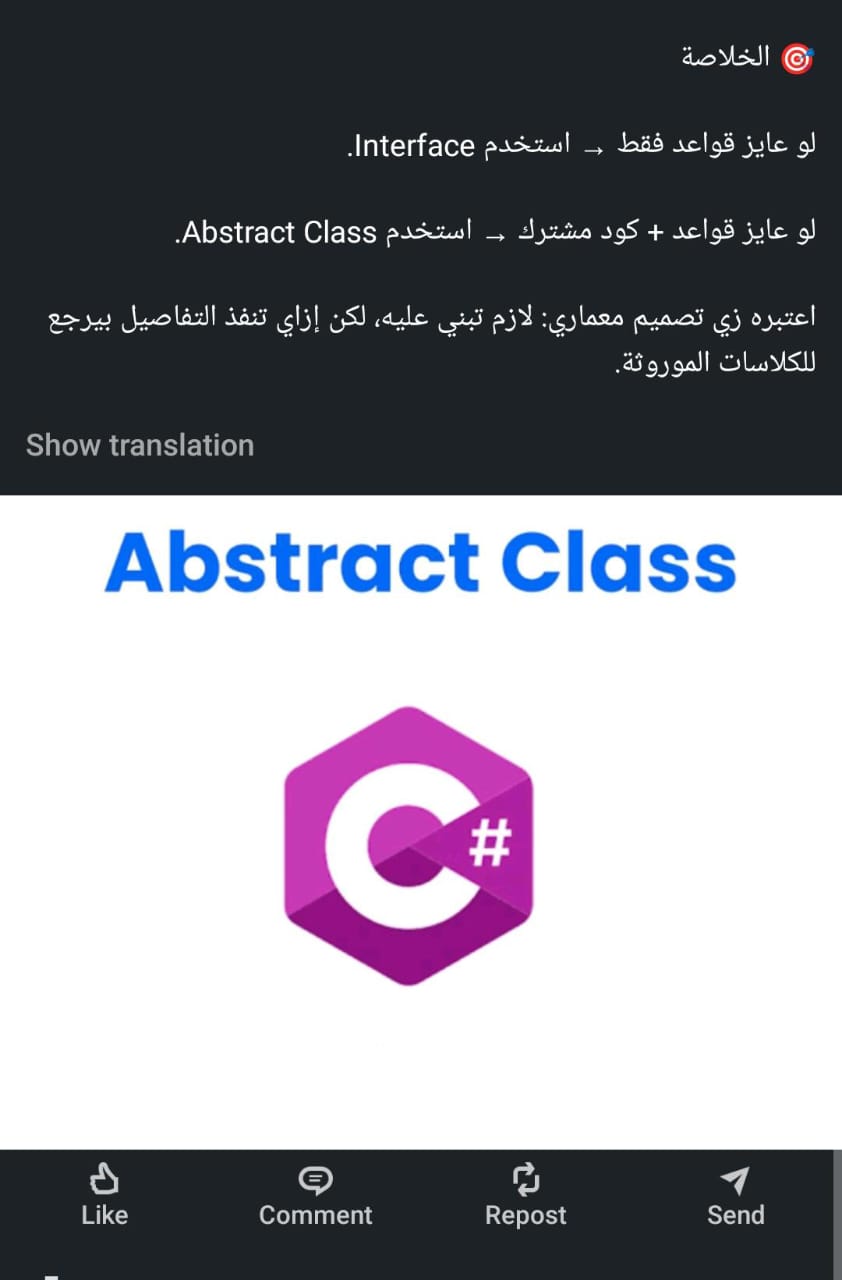 🎯 الخلاصة
لو عايز قواعد فقط → استخدم Interface.
لو عايز قواعد + كود مشترك → استخدم Abstract Class.
اعتبره زي تصميم معماري: لازم تبني عليه، لكن إزاي تنفذ التفاصيل بيرجع
للكلاسات الموروثة.
Show translation
Abstract Class
C#
Like Comment Repost Send